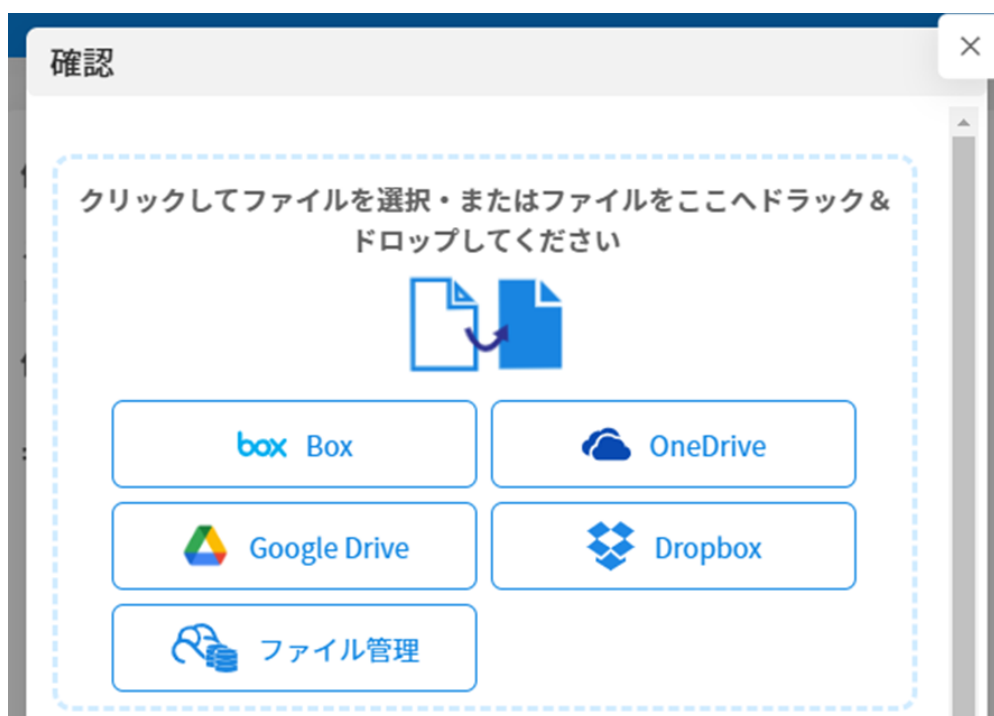 確認
クリックしてファイルを選択・またはファイルをここへドラック＆
ドロップしてください
box Box
OneDrive
Google Drive
Dropbox
ファイル管理